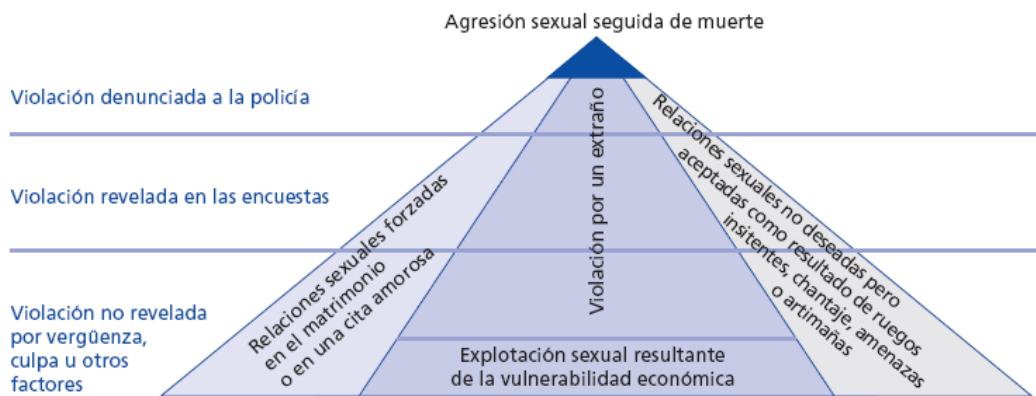 Agresión sexual seguida de muerte
Violación denunciada a la policía
Violación revelada en las encuestas
Violación no revelada
por vergüenza,
culpa u otros
factores
Relaciones sexuales forzadas
en el matrimonio
o en una cita amorosa
Violación por un extraño
Explotación sexual resultante
de la vulnerabilidad económica
Relaciones sexuales no deseadas pero
aceptadas como resultado de ruegos
insitentes, chantaje, amenazas
o artimañas